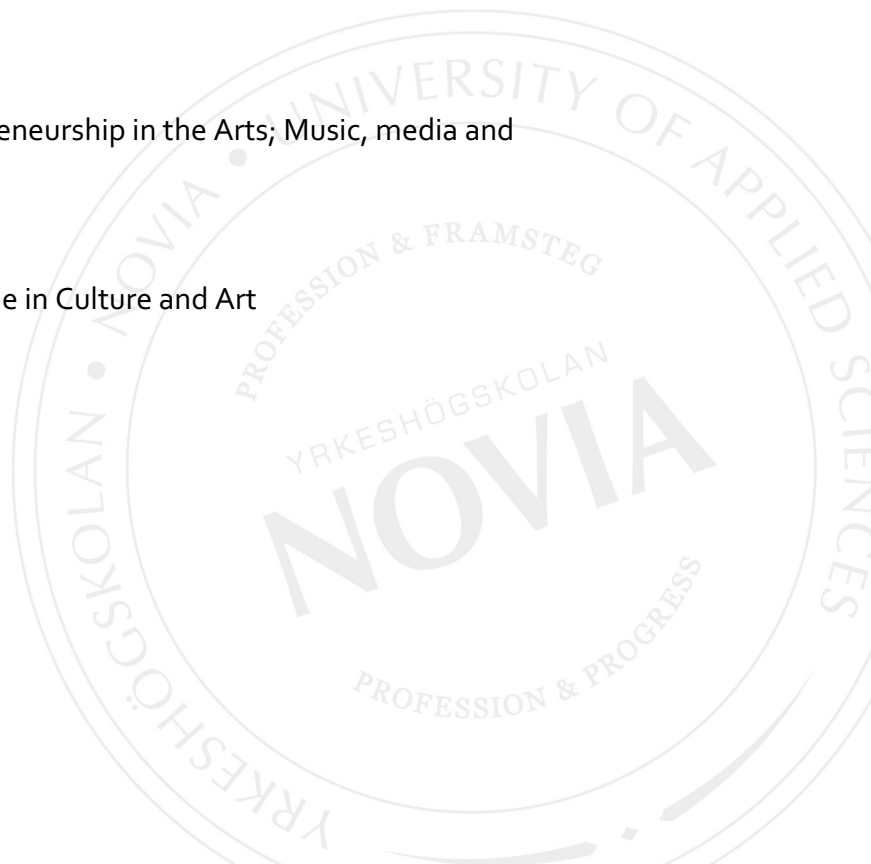 eneurship in the Arts; Music, media and
e in Culture and Art
YRKESHÖGSKOLAN • NOVIA • UNIVERSITY OF APPLIED SCIENCES
PROFESSION & FRAMSTEG
YRKESHÖGSKOLAN
NOVIA
PROFESSION & PROGRESS